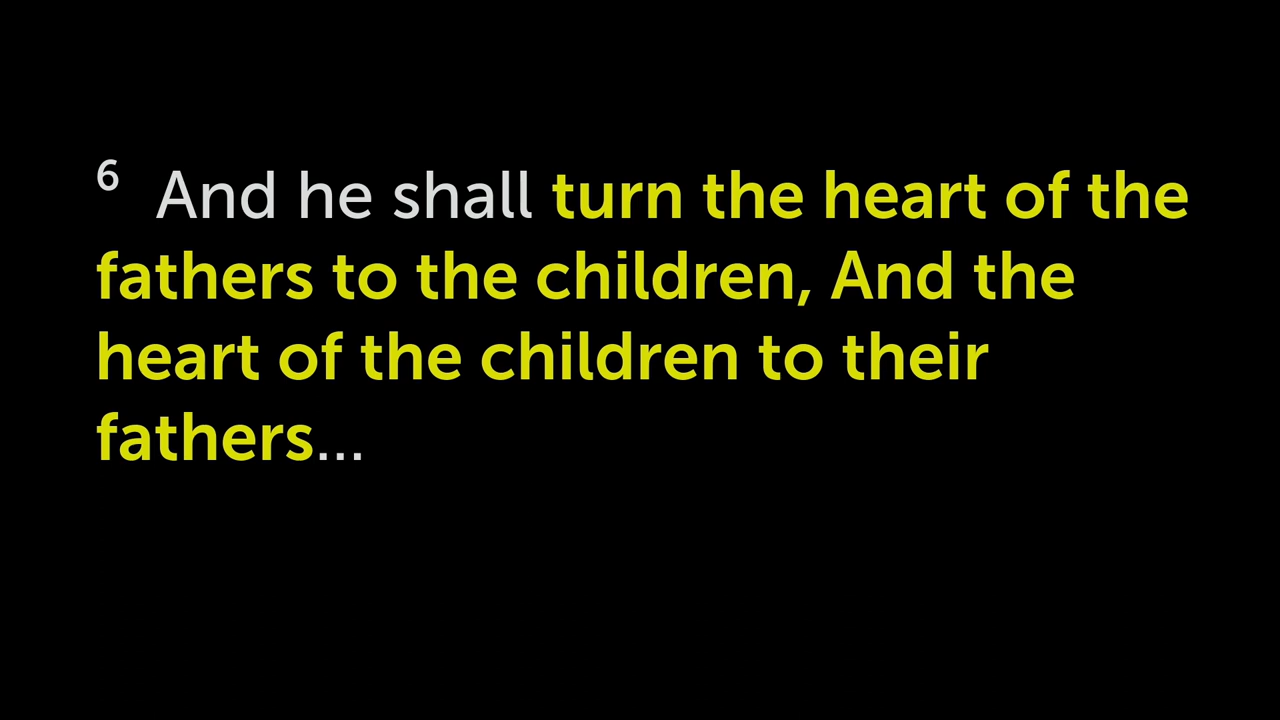 6 And he shall turn the heart of the
fathers to the children, And the
heart of the children to their
fathers...